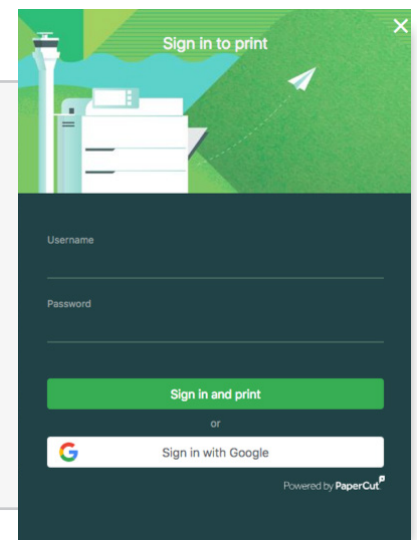 Sign in to print
Username
Password
Sign in and print
or
Sign in with Google
Powered by PaperCut